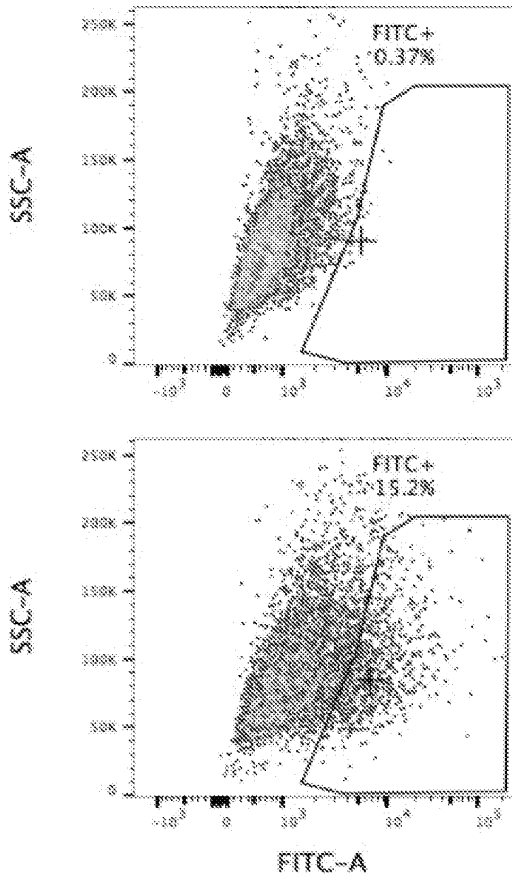 250K
FITC+
0.37%
200K
150K
SSC-A
100K
50K
0
-10³ 0 10³ 10⁴ 10⁵
250K
FITC+
15.2%
200K
150K
SSC-A
100K
50K
0
-10³ 0 10³ 10⁴ 10⁵
FITC-A